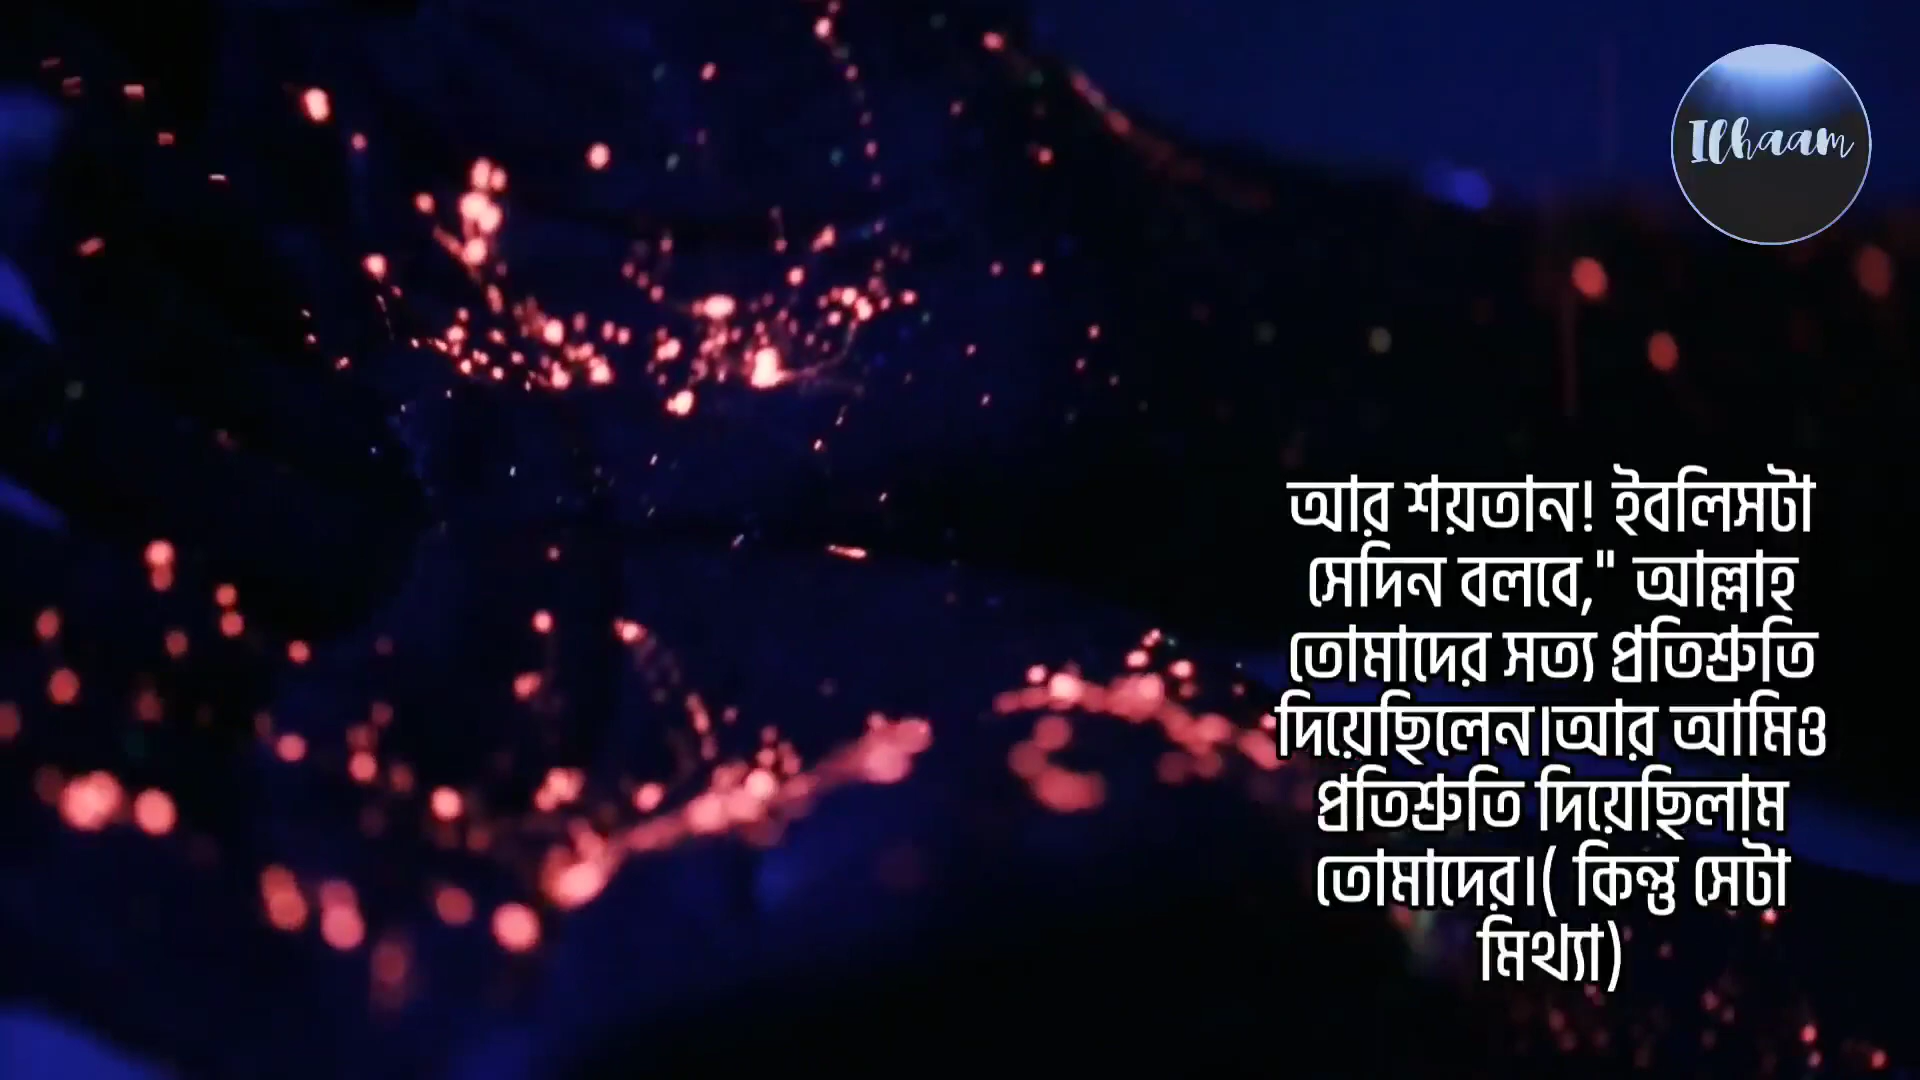 Ilhaam
আর শয়তান! ইবলিসটা
সেদিন বলবে," আল্লাহ
তোমাদের সত্য প্রতিশ্রুতি
দিয়েছিলেন।আর আমিও
প্রতিশ্রুতি দিয়েছিলাম
তোমাদের।( কিন্তু সেটা
মিথ্যা)